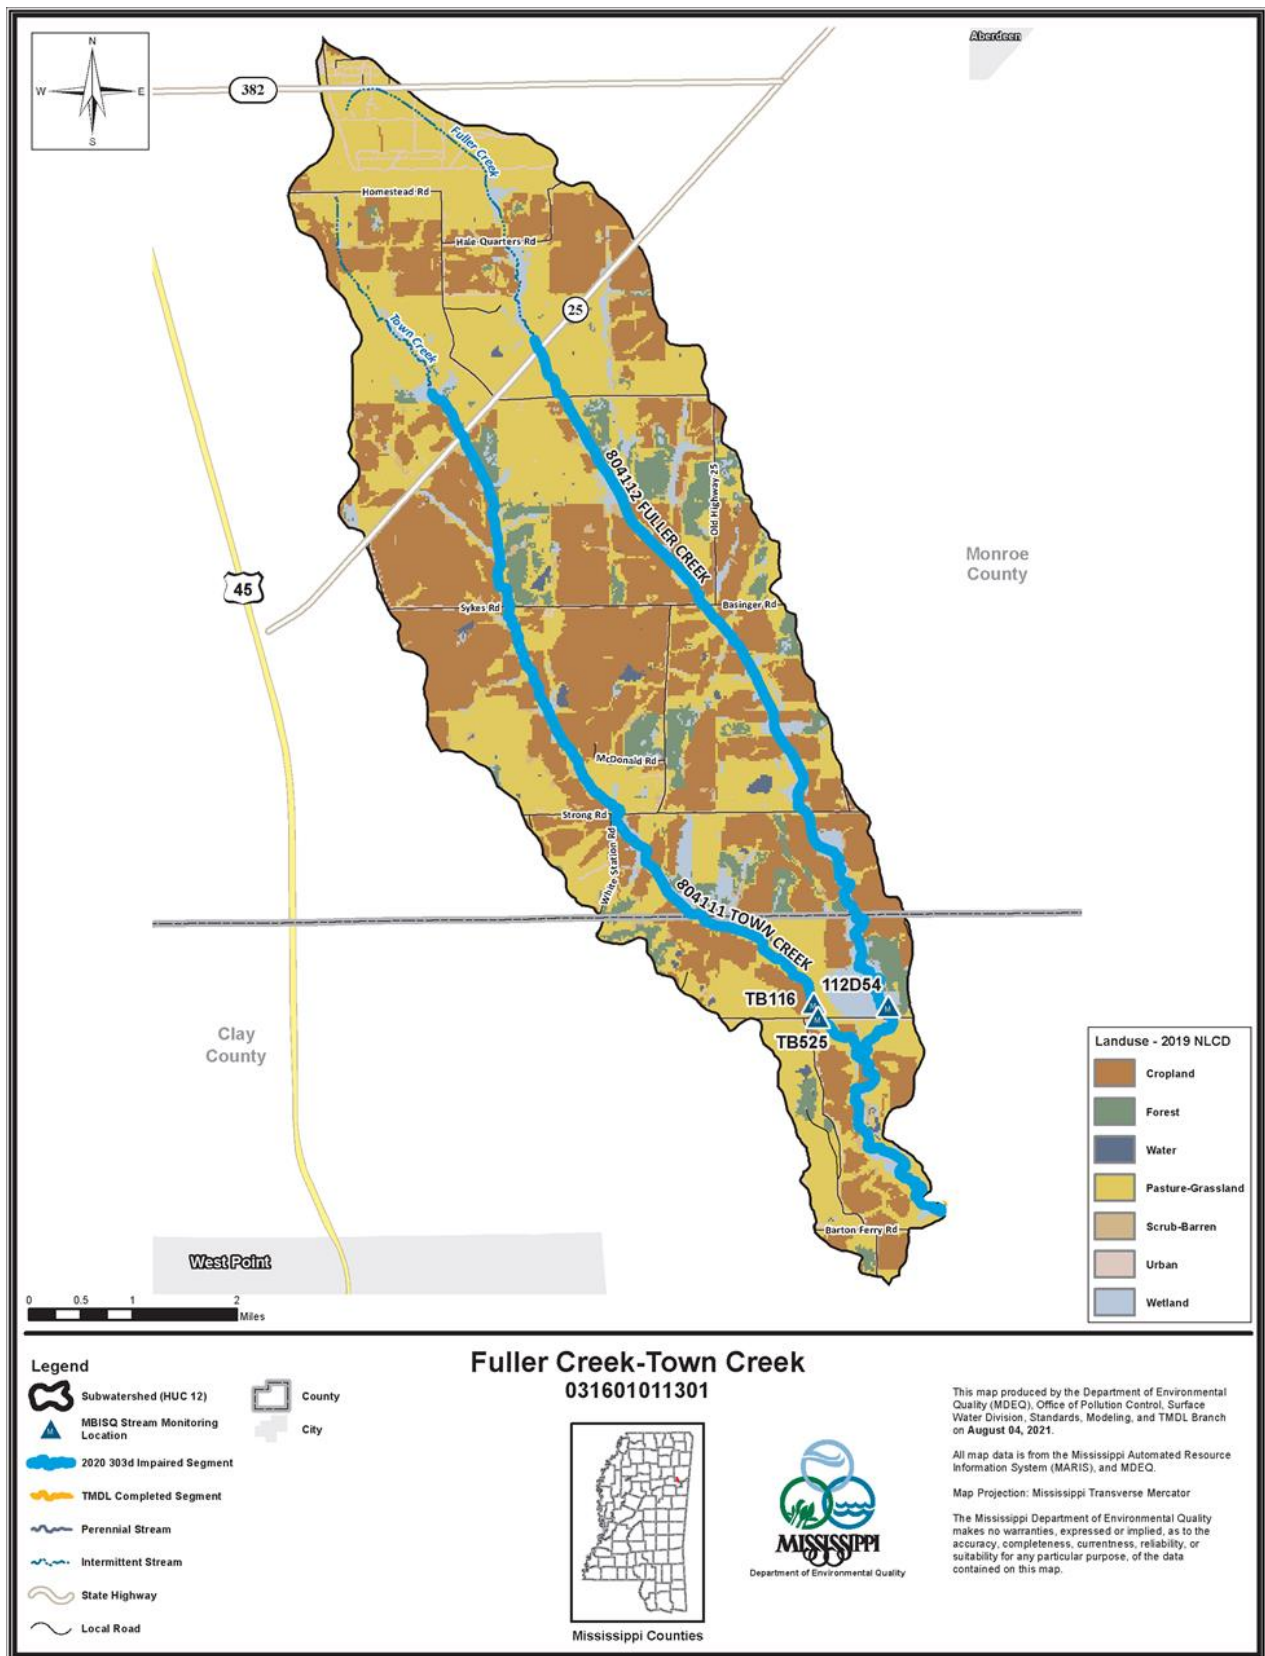 N
W
E
S
382
Aberdeen
Fuller Creek
Homestead Rd
Hale Quarters Rd
25
Town Creek
804112 FULLER CREEK
Old Highway 25
Monroe
County
45
Sykes Rd
Basinger Rd
McDonald Rd
Strong Rd
White Station Rd
804111 TOWN CREEK
112D54
TB116
M
M
M
TB525
Clay
County
Barton Ferry Rd
West Point
0 0.5 1 2
Miles
Landuse - 2019 NLCD
Cropland
Forest
Water
Pasture-Grassland
Scrub-Barren
Urban
Wetland
Legend
Subwatershed (HUC 12)
M
MBISQ Stream Monitoring
Location
2020 303d Impaired Segment
TMDL Completed Segment
Perennial Stream
Intermittent Stream
State Highway
Local Road
County
City
Fuller Creek-Town Creek
031601011301
Mississippi Counties
MISSISSIPPI
Department of Environmental Quality
This map produced by the Department of Environmental
Quality (MDEQ), Office of Pollution Control, Surface
Water Division, Standards, Modeling, and TMDL Branch
on August 04, 2021.
All map data is from the Mississippi Automated Resource
Information System (MARIS), and MDEQ.
Map Projection: Mississippi Transverse Mercator
The Mississippi Department of Environmental Quality
makes no warranties, expressed or implied, as to the
accuracy, completeness, currentness, reliability, or
suitability for any particular purpose, of the data
contained on this map.